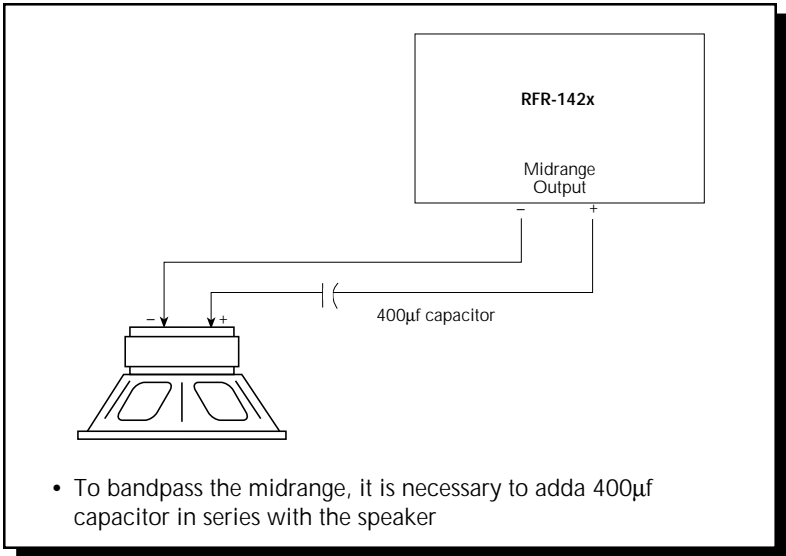 RFR-142x
Midrange
Output
– +
400µf capacitor
– +
• To bandpass the midrange, it is necessary to adda 400µf
capacitor in series with the speaker